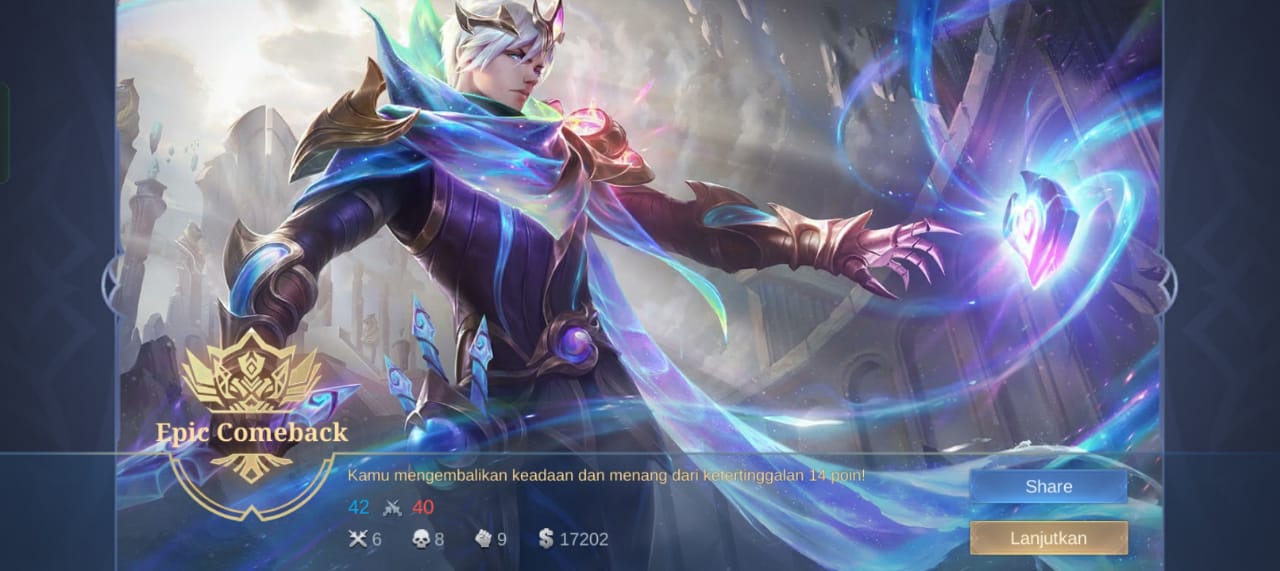 Epic Comeback
Kamu mengembalikan keadaan dan menang dari ketertinggalan 14 poin!
42 40
6 8 9 17202
Share
Lanjutkan